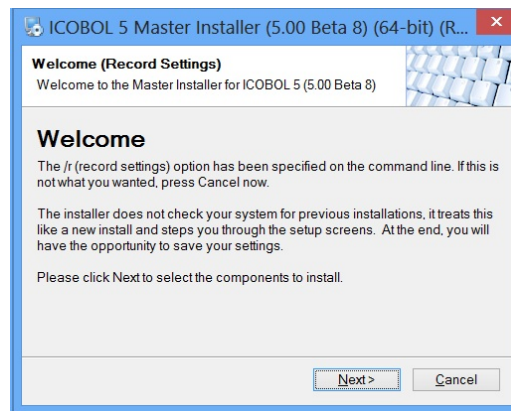 ICOBOL 5 Master Installer (5.00 Beta 8) (64-bit) (R...
Welcome (Record Settings)
Welcome to the Master Installer for ICOBOL 5 (5.00 Beta 8)
Welcome
The /r (record settings) option has been specified on the command line. If this is
not what you wanted, press Cancel now.
The installer does not check your system for previous installations, it treats this
like a new install and steps you through the setup screens. At the end, you will
have the opportunity to save your settings.
Please click Next to select the components to install.
Next >
Cancel